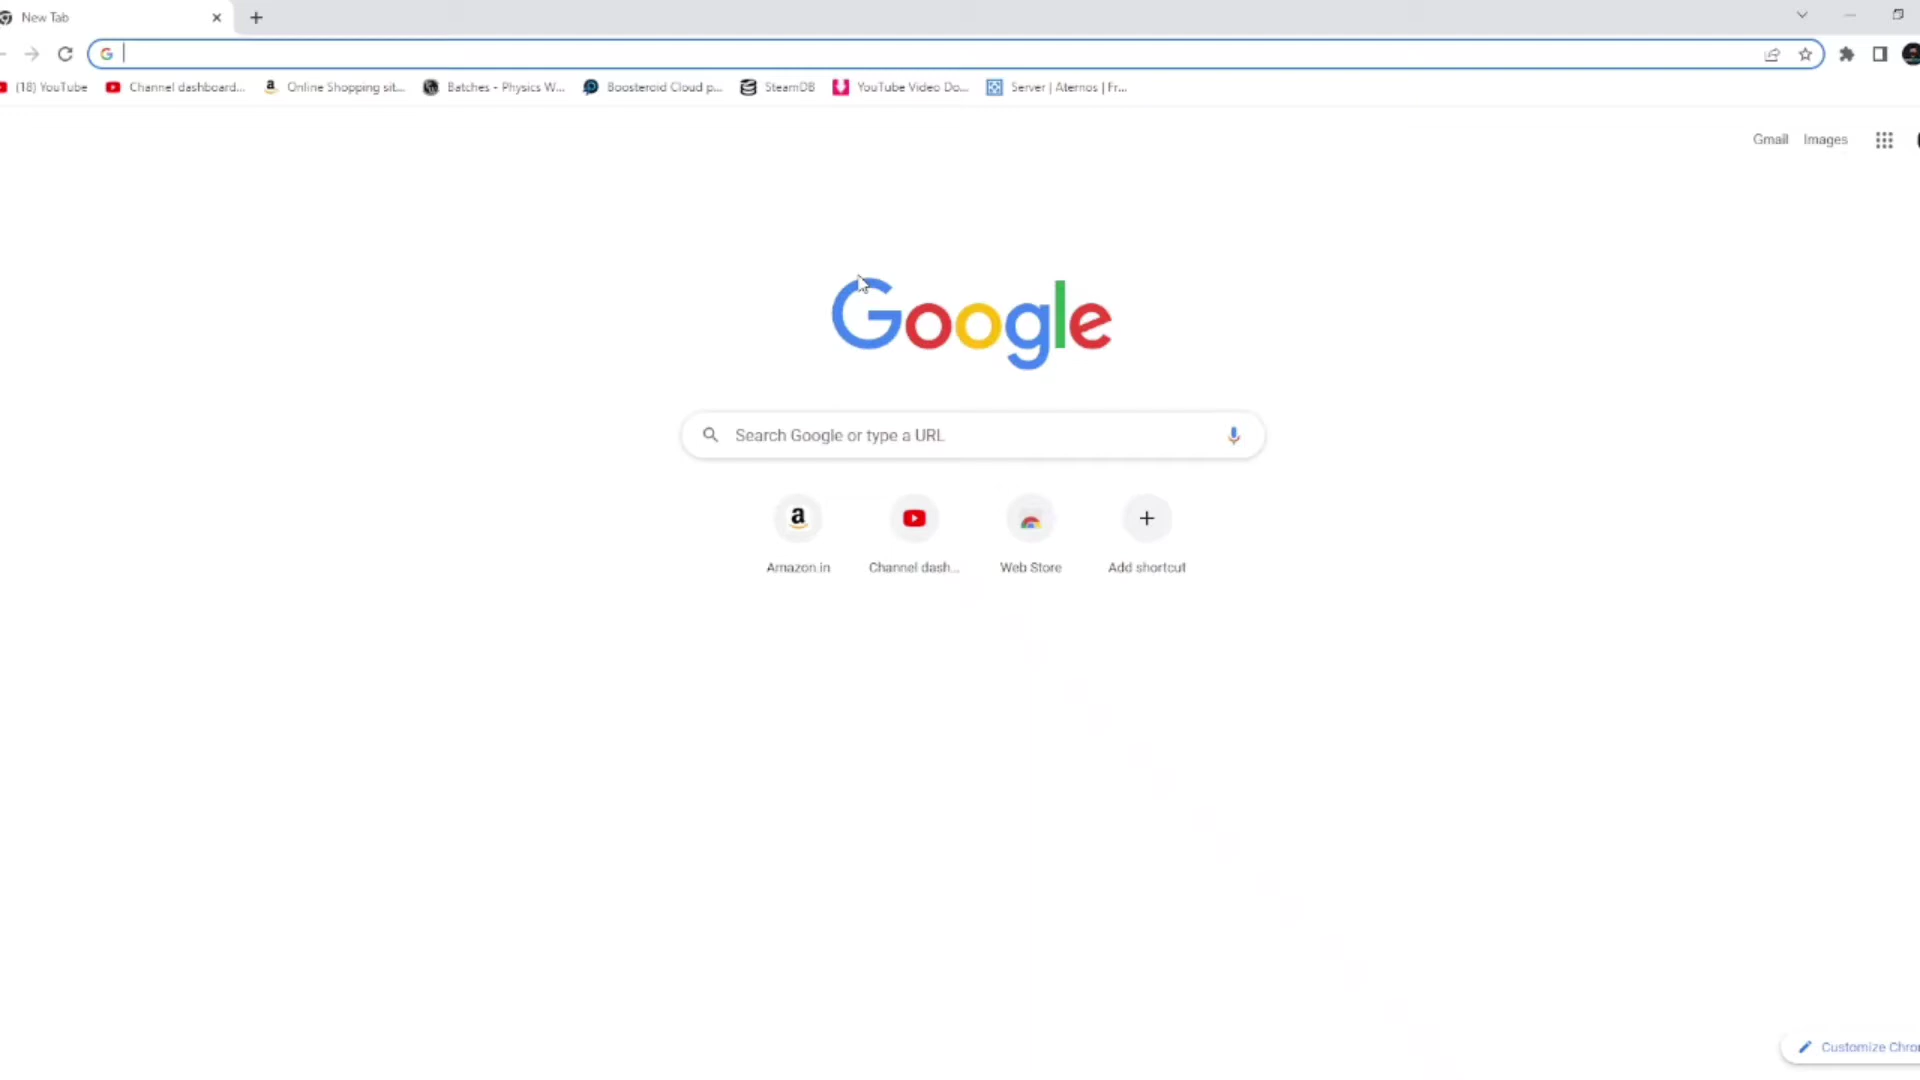 New Tab
(18) YouTube
Channel dashboard...
Online Shopping sit...
Batches - Physics W...
Boosteroid Cloud p...
SteamDB
YouTube Video Do...
Server | Aternos | Fr...
Gmail
Images
Google
Search Google or type a URL
Amazon.in
Channel dash...
Web Store
Add shortcut
Customize Chro